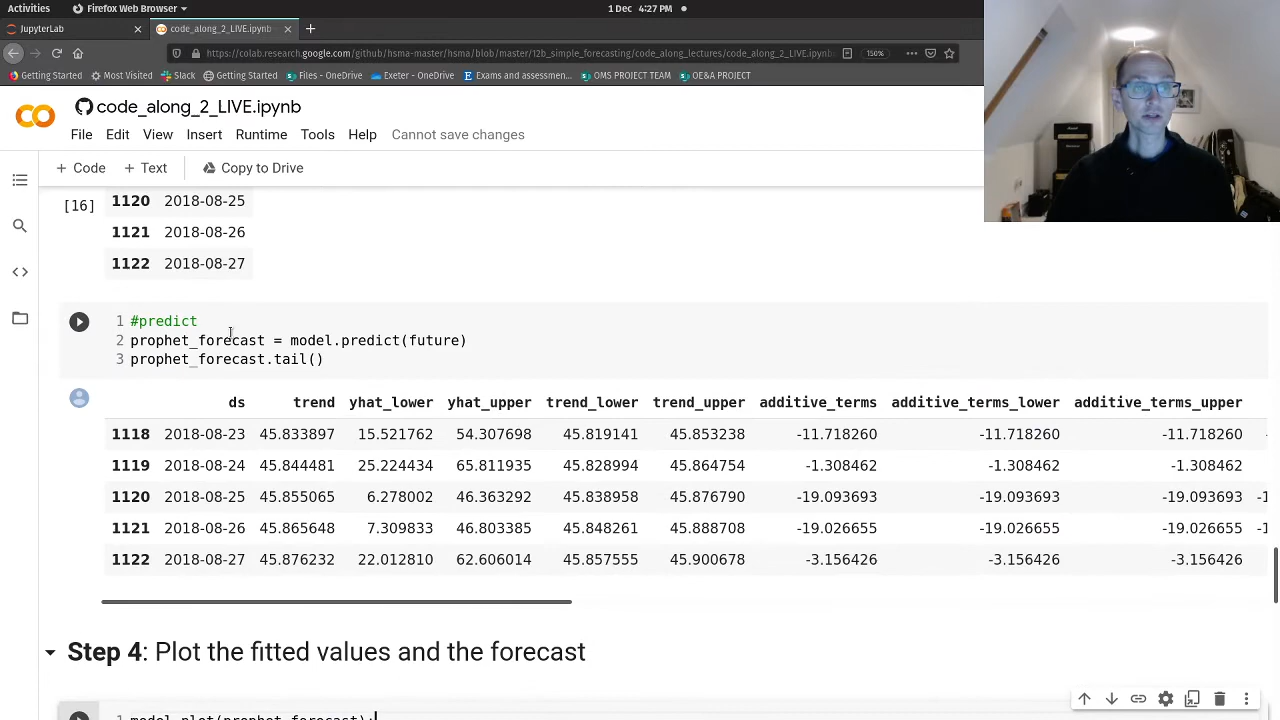 Activities Firefox Web Browser 1 Dec 4:27 PM
JupyterLab code_along_2_LIVE.ipynb
https://colab.research.google.com/github/hsma-master/hsma/blob/master/12b_simple_forecasting/code_along_lectures/code_along_2_LIVE.ipynb 150%
Getting Started Most Visited Slack Getting Started Files - OneDrive Exeter - OneDrive Exams and assessmen... OMS PROJECT TEAM OE&A PROJECT
code_along_2_LIVE.ipynb
File Edit View Insert Runtime Tools Help Cannot save changes
+ Code + Text Copy to Drive
[16] 1120 2018-08-25
1121 2018-08-26
1122 2018-08-27
1 #predict
2 prophet_forecast = model.predict(future)
3 prophet_forecast.tail()
ds trend yhat_lower yhat_upper trend_lower trend_upper additive_terms additive_terms_lower additive_terms_upper
1118 2018-08-23 45.833897 15.521762 54.307698 45.819141 45.853238 -11.718260 -11.718260 -11.718260 -
1119 2018-08-24 45.844481 25.224434 65.811935 45.828994 45.864754 -1.308462 -1.308462 -1.308462
1120 2018-08-25 45.855065 6.278002 46.363292 45.838958 45.876790 -19.093693 -19.093693 -19.093693 -1
1121 2018-08-26 45.865648 7.309833 46.803385 45.848261 45.888708 -19.026655 -19.026655 -19.026655 -1
1122 2018-08-27 45.876232 22.012810 62.606014 45.857555 45.900678 -3.156426 -3.156426 -3.156426
Step 4: Plot the fitted values and the forecast
1 model.plot(prophet_forecast);